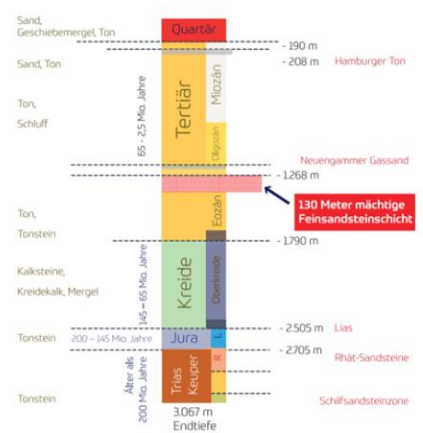 Sand,
Geschiebemergel, Ton
Quartär
- 190 m
- 208 m
Hamburger Ton
Sand, Ton
Ton,
Schluff
65 - 2,5 Mio. Jahre
Tertiär
Miozän
Oligozän
Neuengammer Gassand
- 1.268 m
130 Meter mächtige
Feinsandsteinschicht
Eozän
Ton,
Tonstein
- 1.790 m
Kalksteine,
Kreidekalk, Mergel
145 – 65 Mio. Jahre
Kreide
Oberkreide
- 2.505 m
Lias
Tonstein
200 – 145 Mio. Jahre
Jura
L
- 2.705 m
Rhät-Sandsteine
Älter als
200 Mio. Jahre
Trias
Keuper
R
Tonstein
Schilfsandsteinzone
3.067 m
Endtiefe